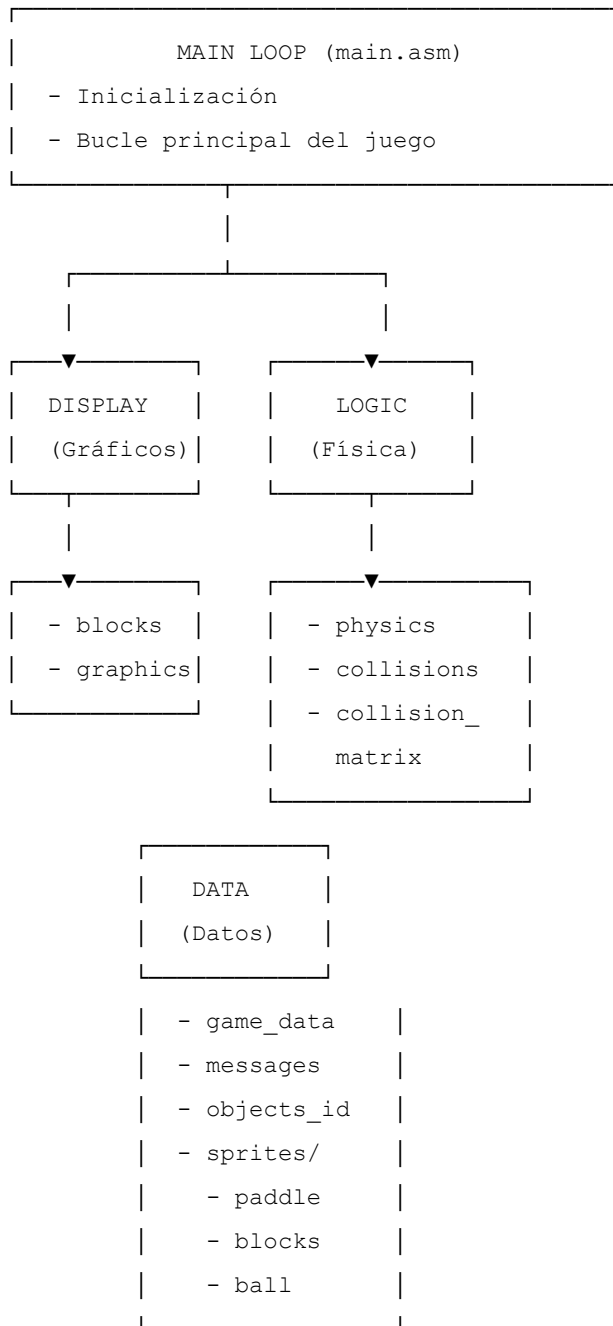 MAIN LOOP (main.asm)
- Inicialización
- Bucle principal del juego
DISPLAY
(Gráficos)
LOGIC
(Física)
- blocks
- graphics
- physics
- collisions
- collision_
matrix
DATA
(Datos)
- game_data
- messages
- objects_id
- sprites/
- paddle
- blocks
- ball